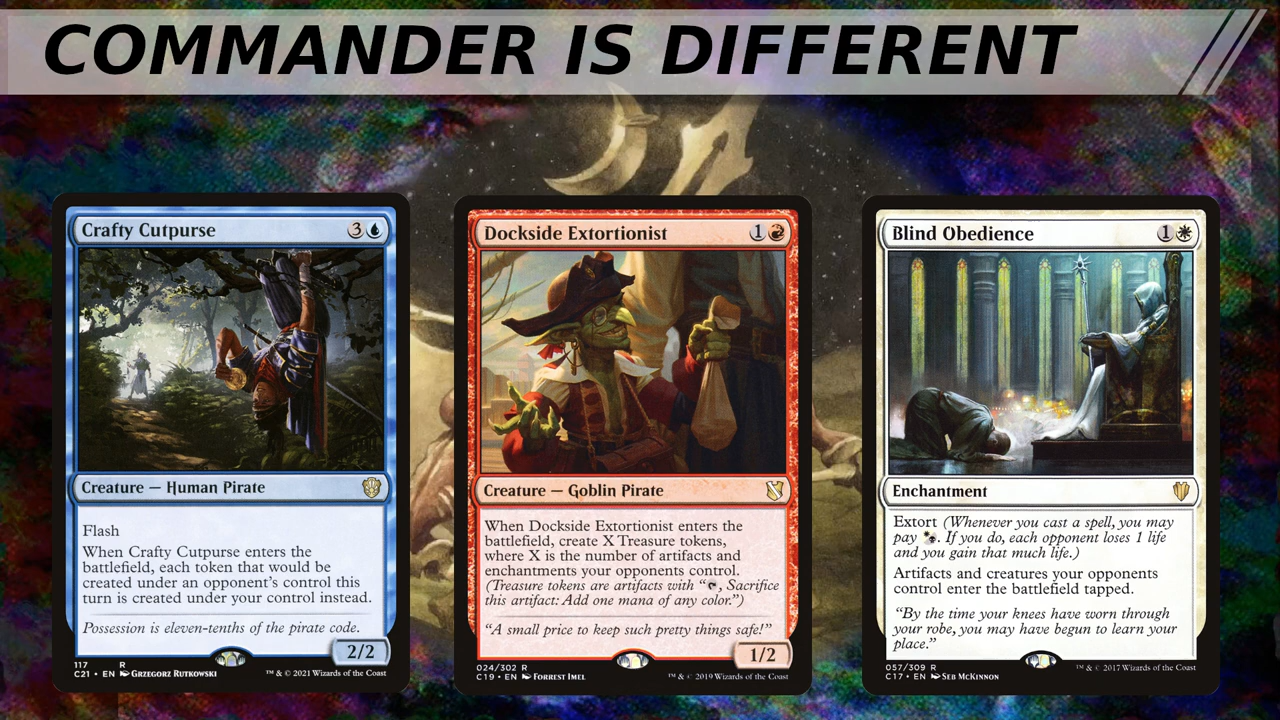 COMMANDER IS DIFFERENT
Crafty Cutpurse 3
Creature — Human Pirate
Flash
When Crafty Cutpurse enters the
battlefield, each token that would be
created under an opponent's control this
turn is created under your control instead.
Possession is eleven-tenths of the pirate code.
2/2
117 R
C21 • EN Grzegorz Rutkowski ™ & © 2021 Wizards of the Coast
Dockside Extortionist 1
Creature — Goblin Pirate
When Dockside Extortionist enters the
battlefield, create X Treasure tokens,
where X is the number of artifacts and
enchantments your opponents control.
(Treasure tokens are artifacts with “, Sacrifice
this artifact: Add one mana of any color.”)
“A small price to keep such pretty things safe!”
1/2
024/302 R
C19 • EN Forrest Imel ™ & © 2019 Wizards of the Coast
Blind Obedience 1
Enchantment
Extort (Whenever you cast a spell, you may
pay . If you do, each opponent loses 1 life
and you gain that much life.)
Artifacts and creatures your opponents
control enter the battlefield tapped.
“By the time your knees have worn through
your robe, you may have begun to learn your
place.”
057/309 R
C17 • EN Seb McKinnon ™ & © 2017 Wizards of the Coast